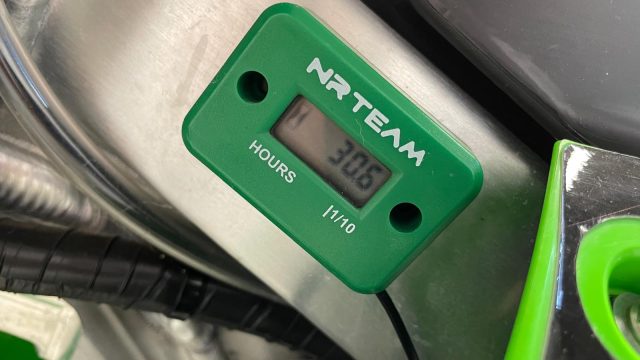 NR TEAM
H 30.6
HOURS
1/10